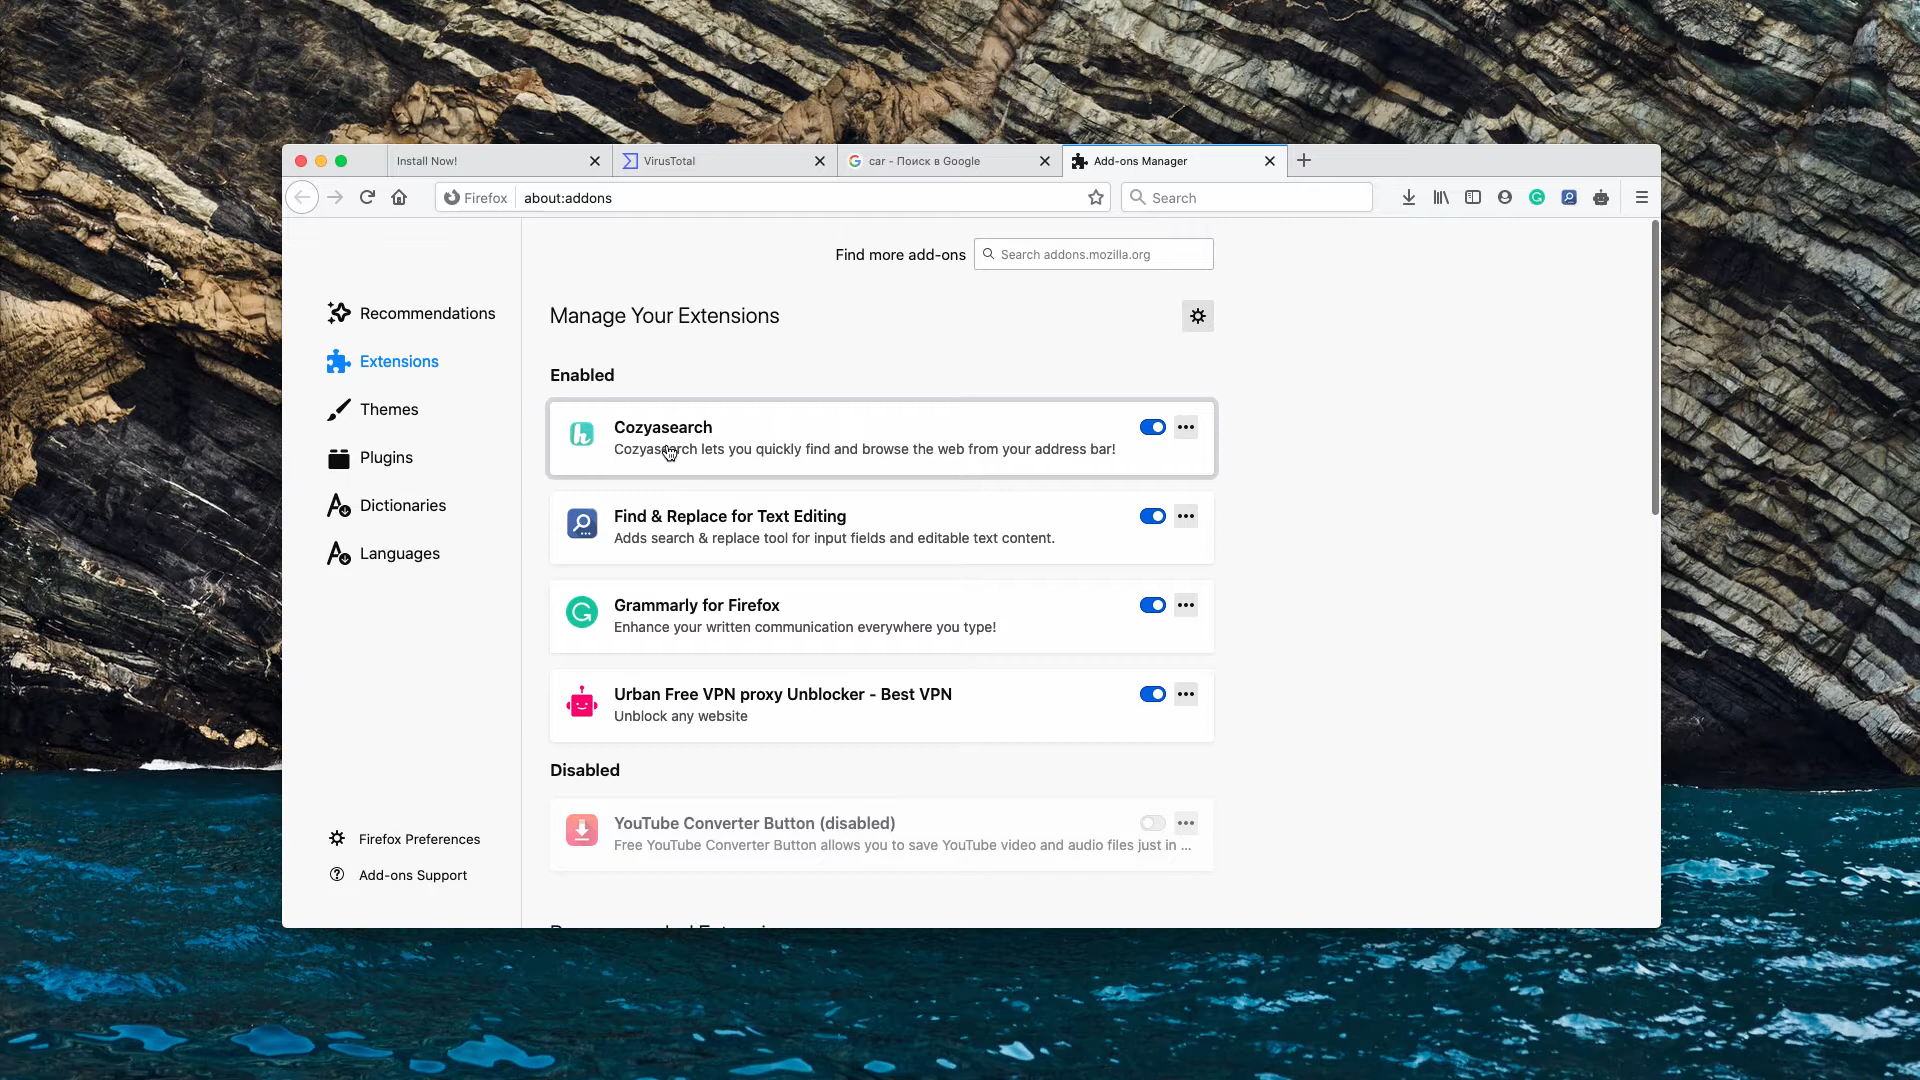 Install Now!
VirusTotal
car - Поиск в Google
Add-ons Manager
Firefox
about:addons
Search
Find more add-ons
Search addons.mozilla.org
Recommendations
Extensions
Themes
Plugins
Dictionaries
Languages
Firefox Preferences
Add-ons Support
Manage Your Extensions
Enabled
Cozyasearch
Cozyasearch lets you quickly find and browse the web from your address bar!
Find & Replace for Text Editing
Adds search & replace tool for input fields and editable text content.
Grammarly for Firefox
Enhance your written communication everywhere you type!
Urban Free VPN proxy Unblocker - Best VPN
Unblock any website
Disabled
YouTube Converter Button (disabled)
Free YouTube Converter Button allows you to save YouTube video and audio files just in ...